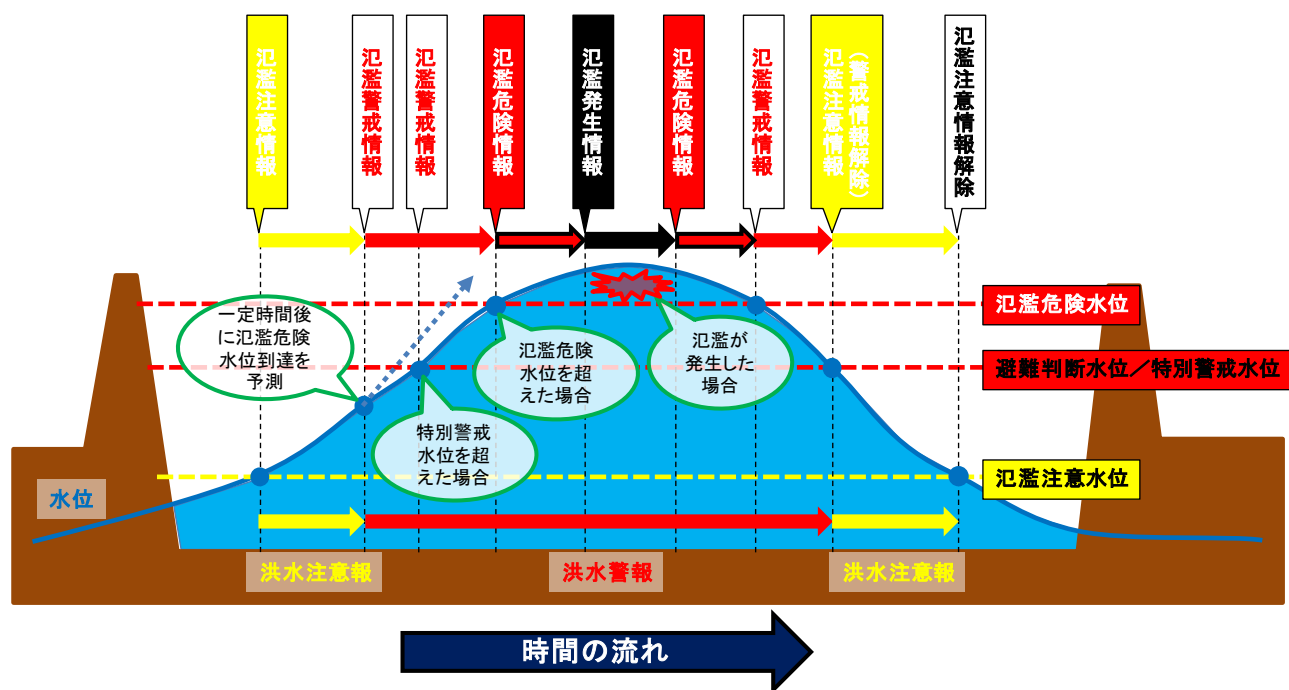 氾濫注意情報
氾濫警戒情報
氾濫警戒情報
氾濫危険情報
氾濫発生情報
氾濫危険情報
氾濫警戒情報
（警戒情報解除）
氾濫注意情報
氾濫注意情報解除
一定時間後
に氾濫危険
水位到達を
予測
特別警戒
水位を超
えた場合
氾濫危険
水位を超
えた場合
氾濫が
発生した
場合
氾濫危険水位
避難判断水位／特別警戒水位
氾濫注意水位
水位
洪水注意報
洪水警報
洪水注意報
時間の流れ